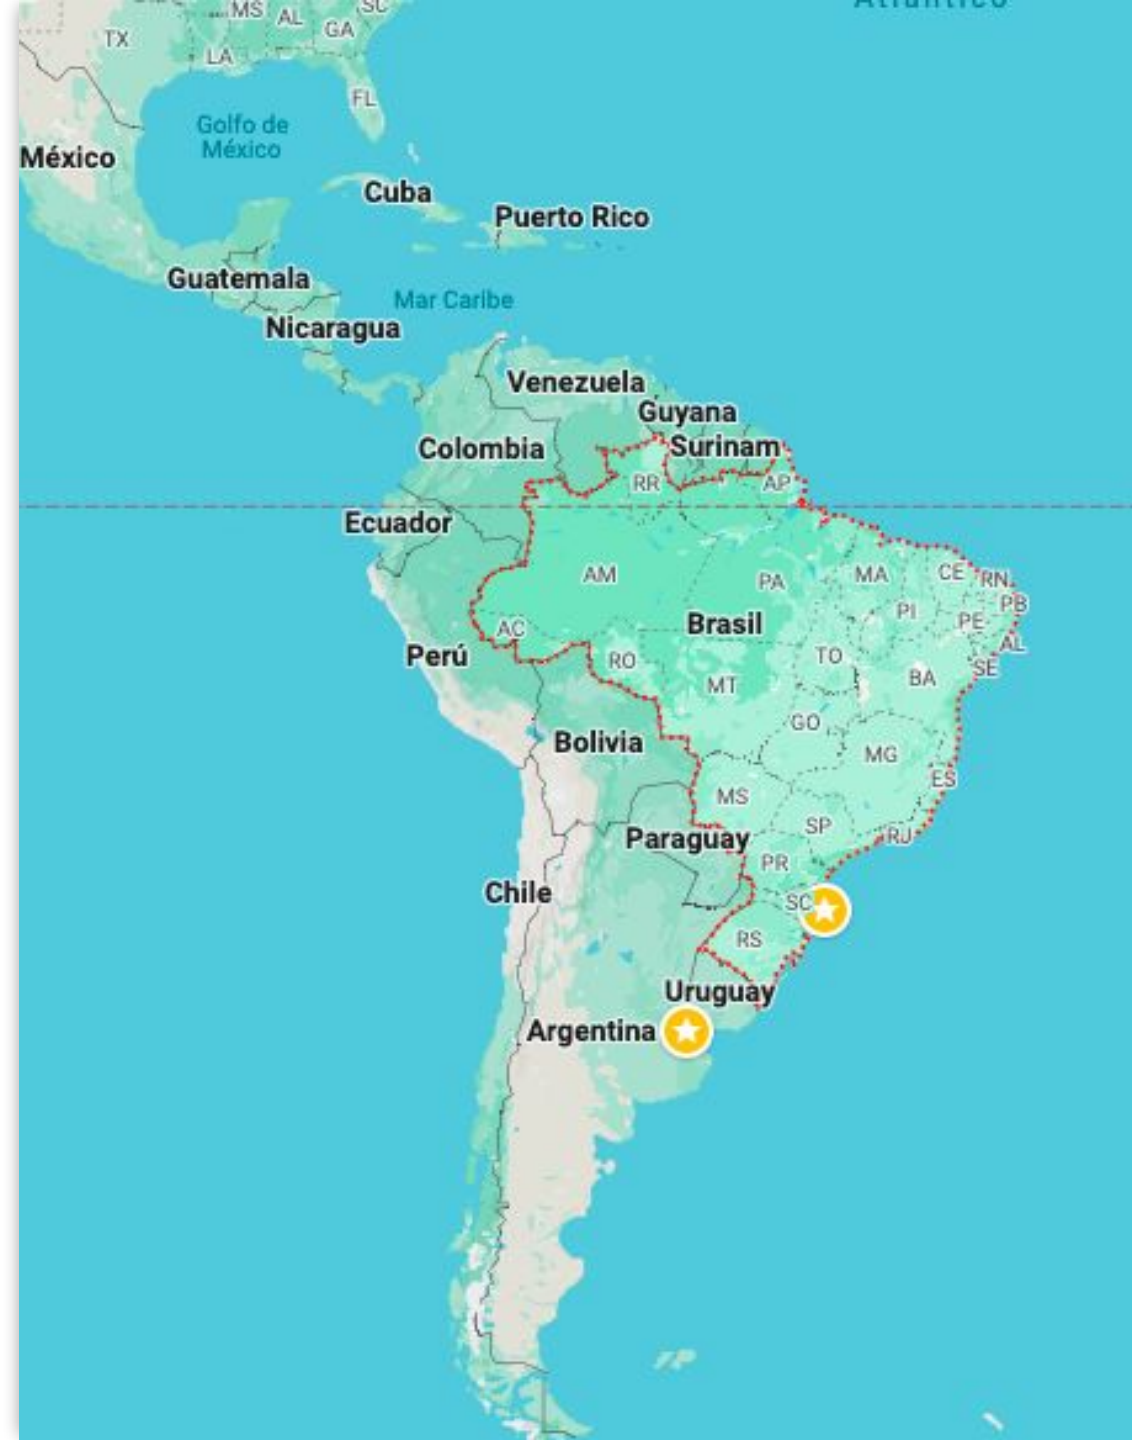 Atlántico
SC
MS
AL
GA
TX
LA
FL
Golfo de
México
México
Cuba
Puerto Rico
Guatemala
Mar Caribe
Nicaragua
Venezuela
Guyana
Colombia
Surinam
RR
AP
Ecuador
AM
PA
MA
CE
RN
PI
PB
PE
Brasil
AC
AL
Perú
RO
TO
SE
MT
BA
GO
Bolivia
MG
ES
MS
SP
Paraguay
RJ
PR
Chile
SC
RS
Uruguay
Argentina